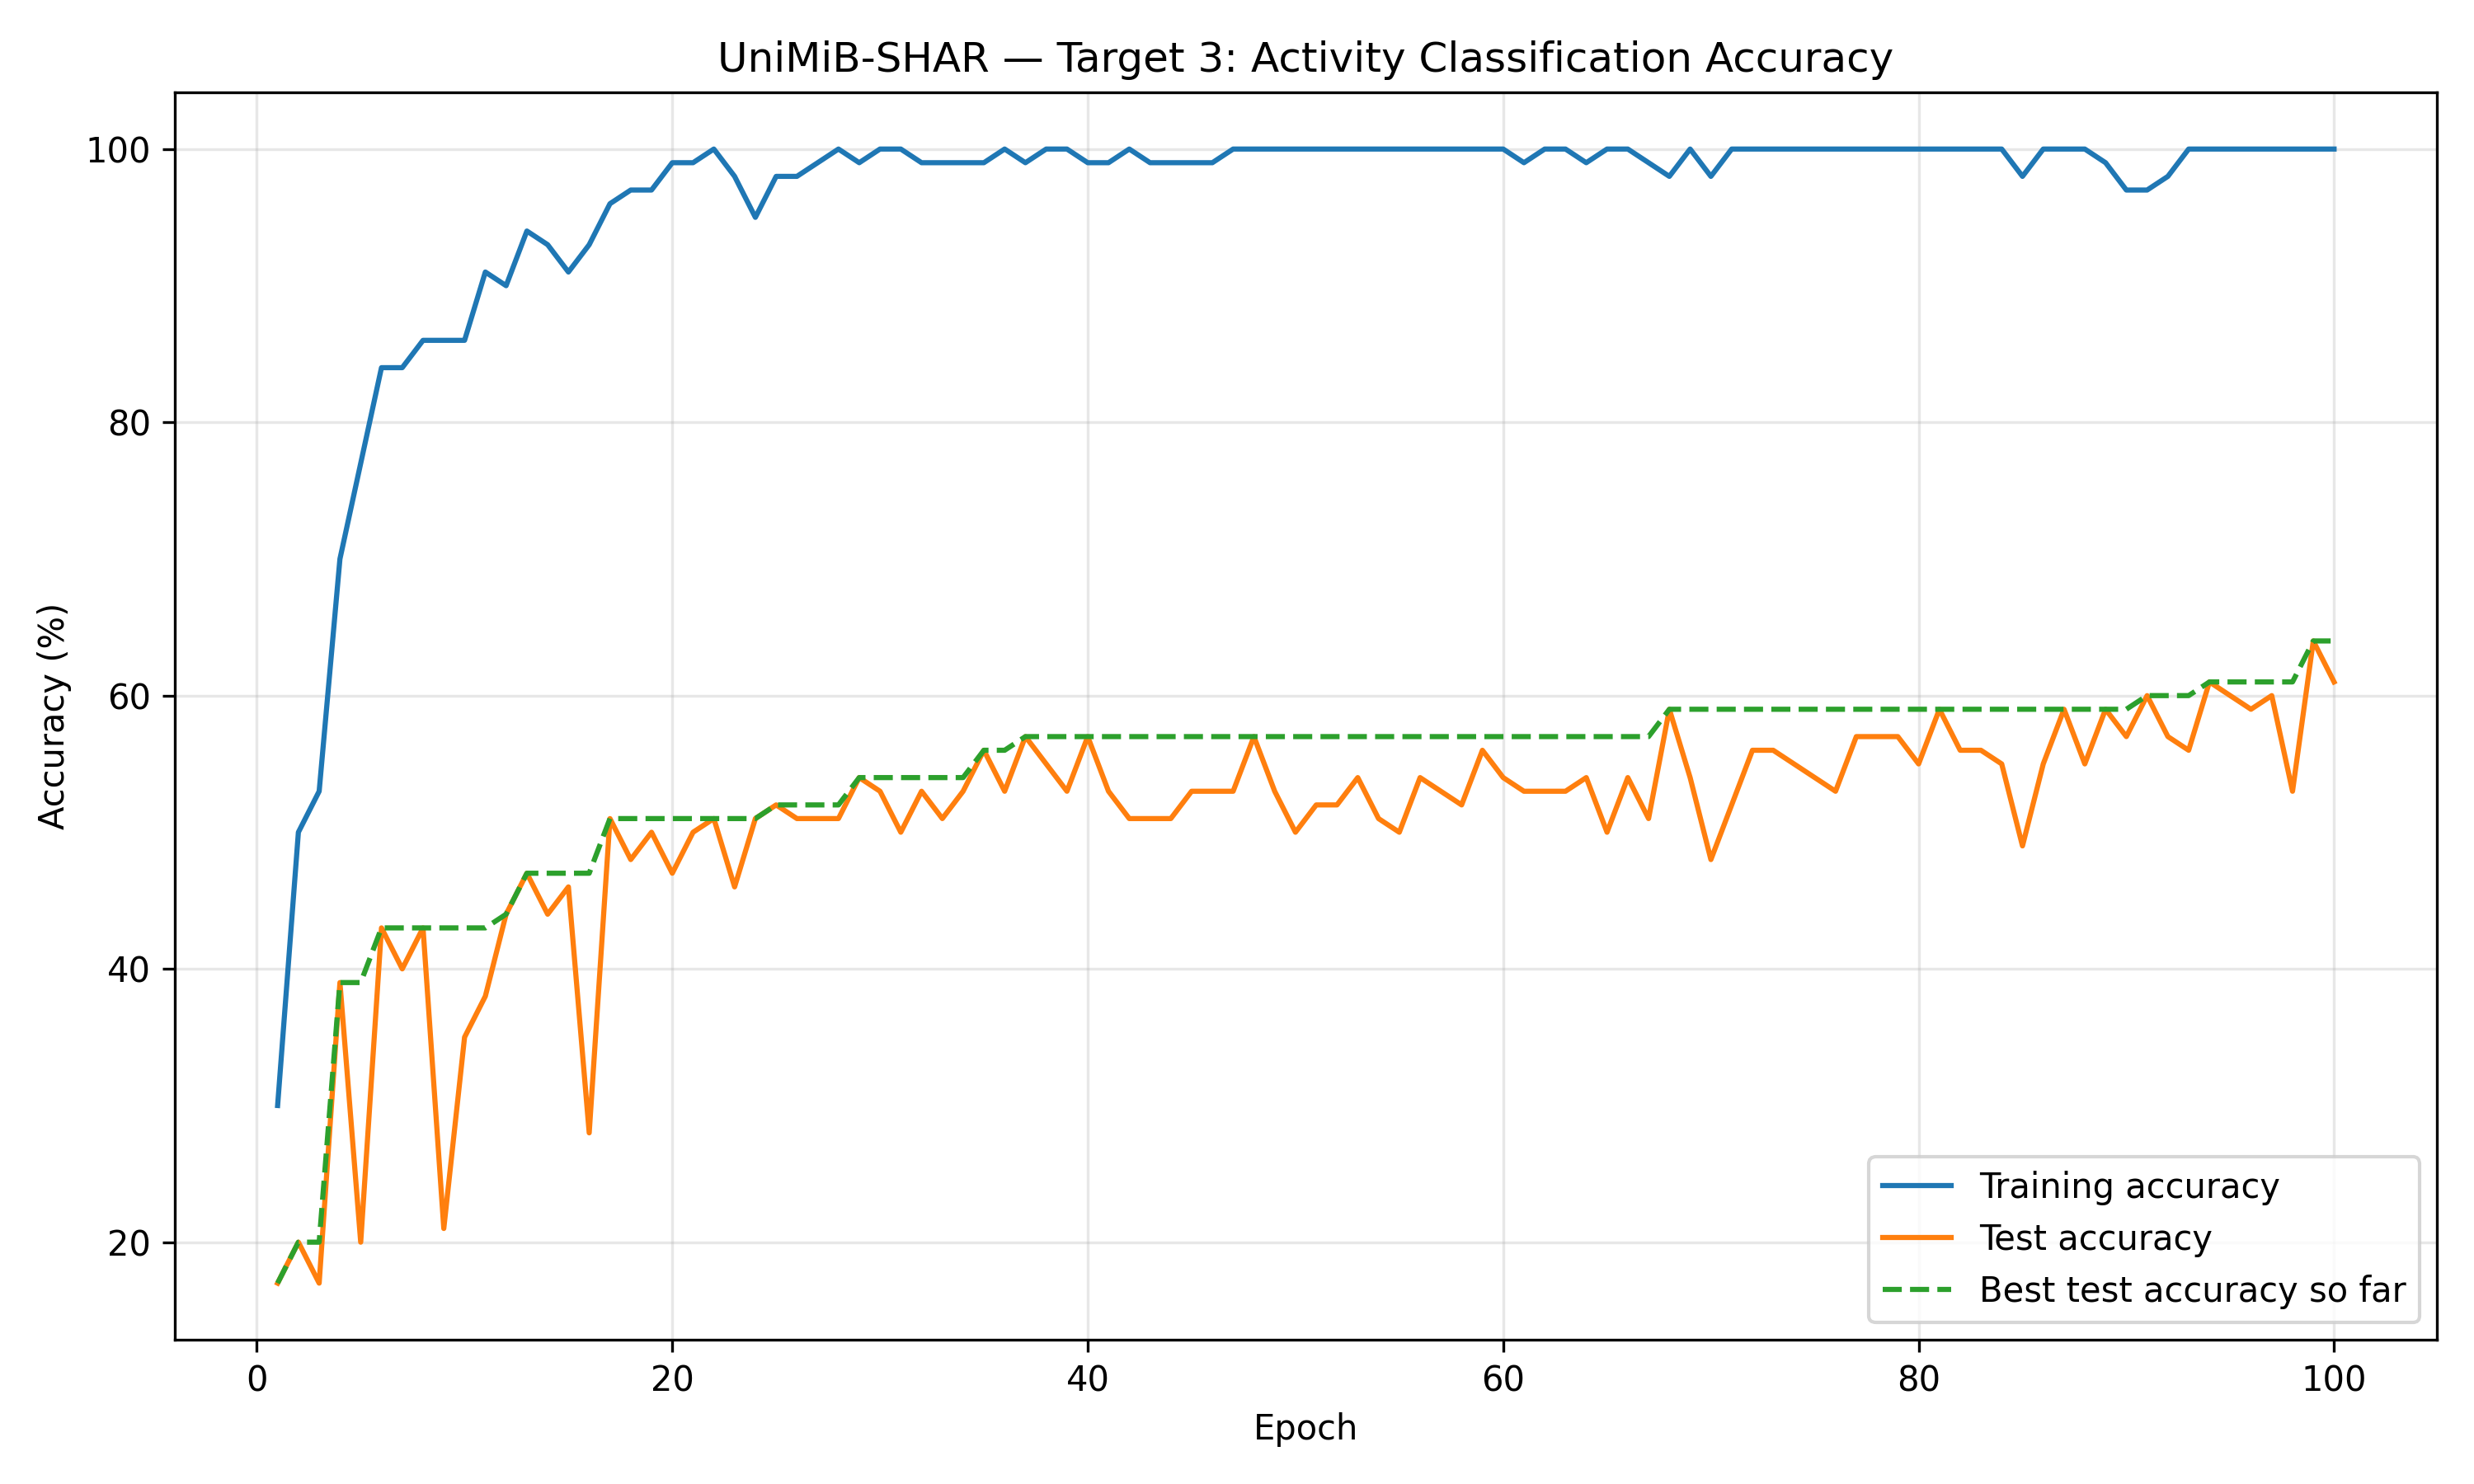 UniMiB-SHAR — Target 3: Activity Classification Accuracy
100
80
60
40
20
Accuracy (%)
0
20
40
60
80
100
Epoch
Training accuracy
Test accuracy
Best test accuracy so far